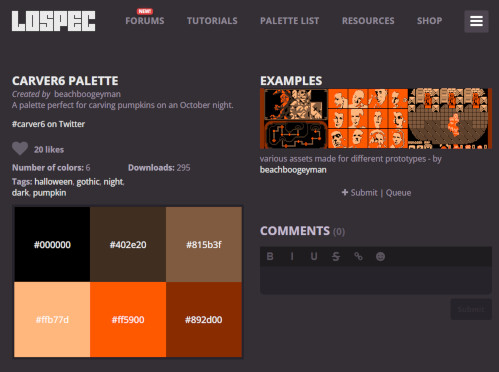 LOSPEC
NEW!
FORUMS TUTORIALS PALETTE LIST RESOURCES SHOP
CARVER6 PALETTE
Created by beachboogeyman
A palette perfect for carving pumpkins on an October night.
#carver6 on Twitter
20 likes
Number of colors: 6 Downloads: 295
Tags: halloween, gothic, night,
dark, pumpkin
#000000 #402e20 #815b3f
#ffb77d #ff5900 #892d00
EXAMPLES
various assets made for different prototypes - by
beachboogeyman
+ Submit | Queue
COMMENTS (0)
B I U S
Submit